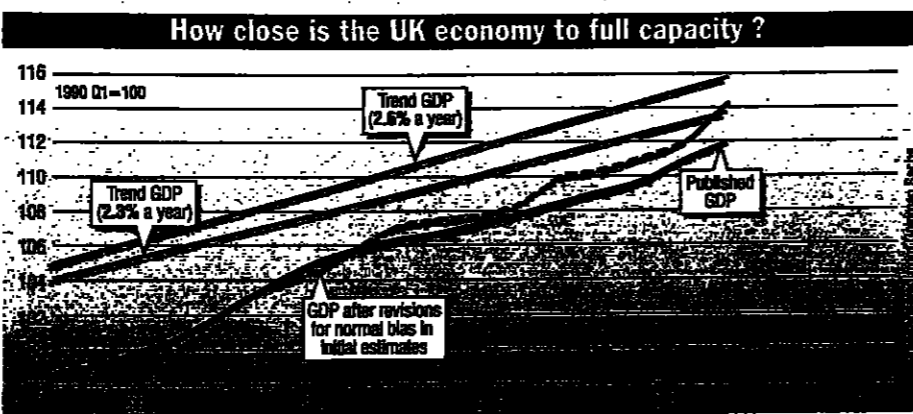 How close is the UK economy to full capacity ?
116
1990 Q1=100
114
Trend GDP
(2.6% a year)
112
110
Trend GDP
(2.3% a year)
Published
GDP
108
106
104
GDP after revisions
for normal bias in
initial estimates